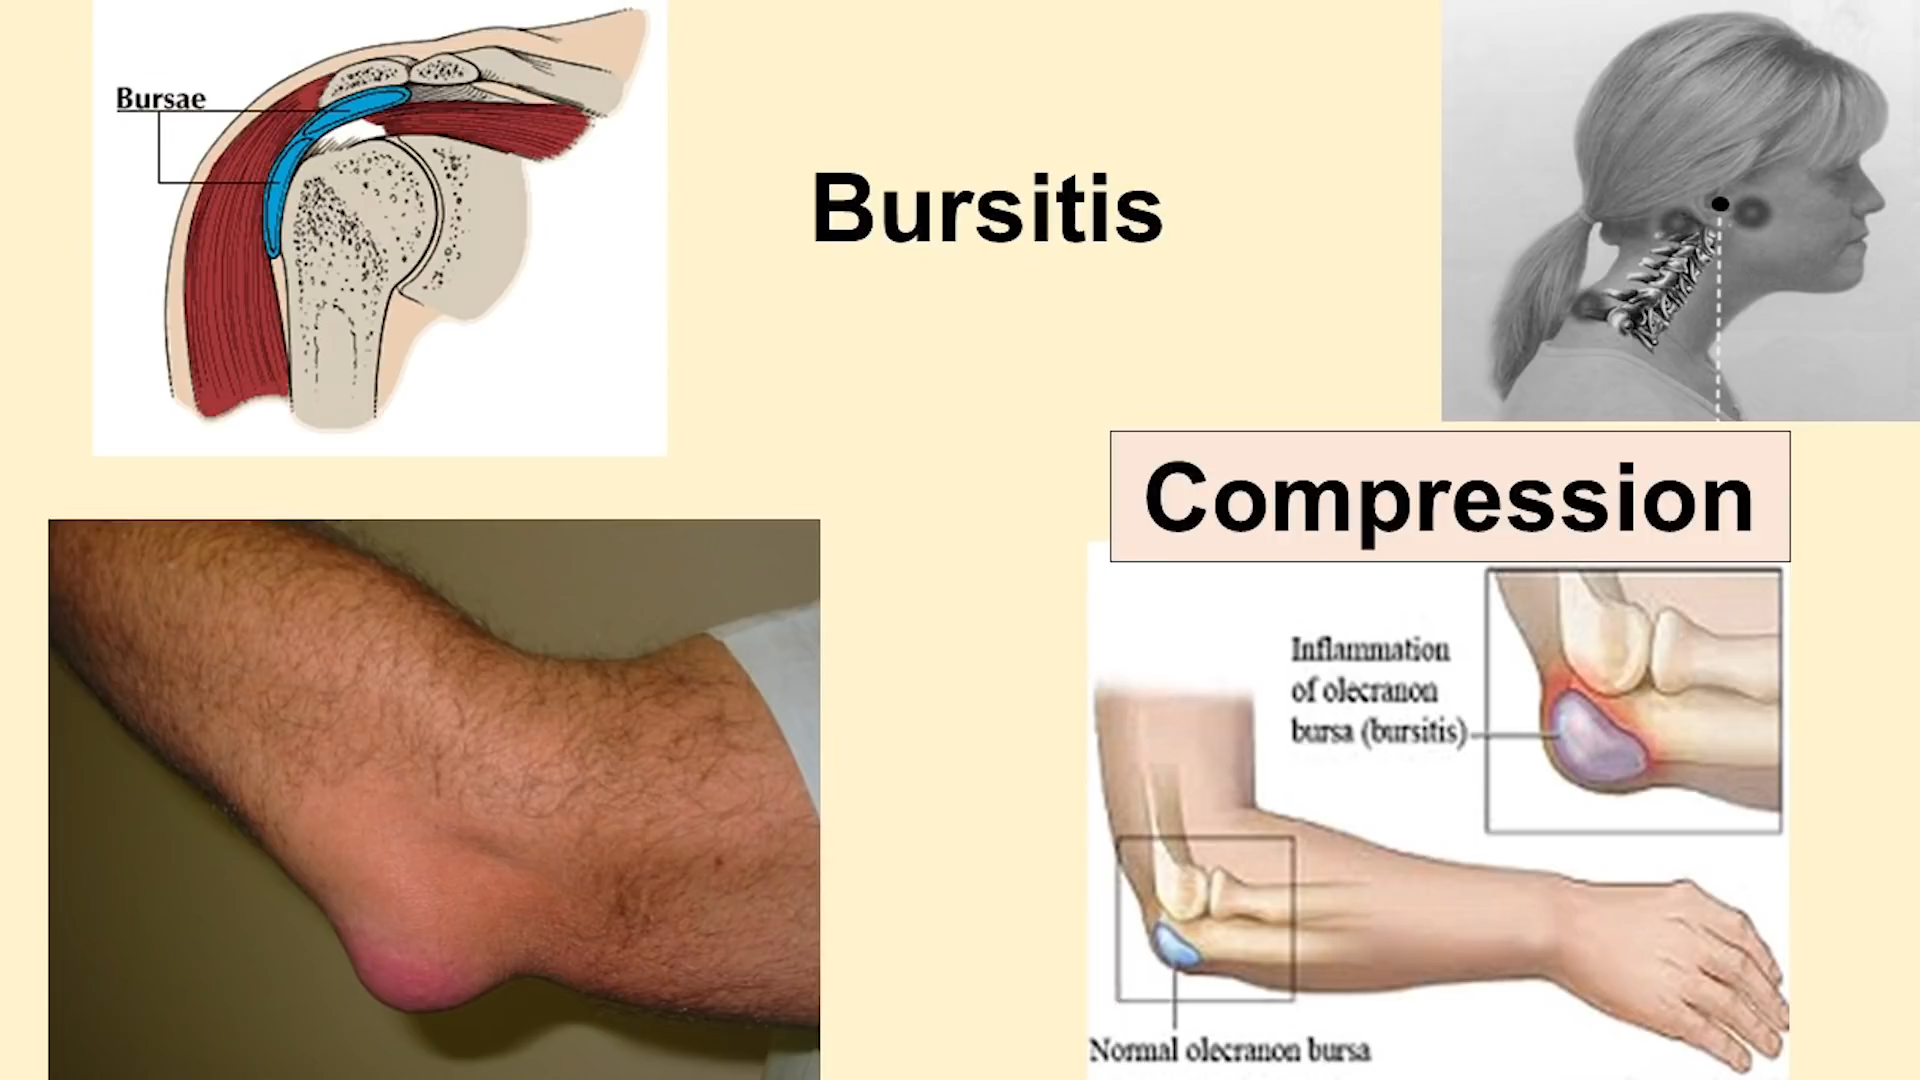 Bursae
Bursitis
Compression
Inflammation
of olecranon
bursa (bursitis)
Normal olecranon bursa